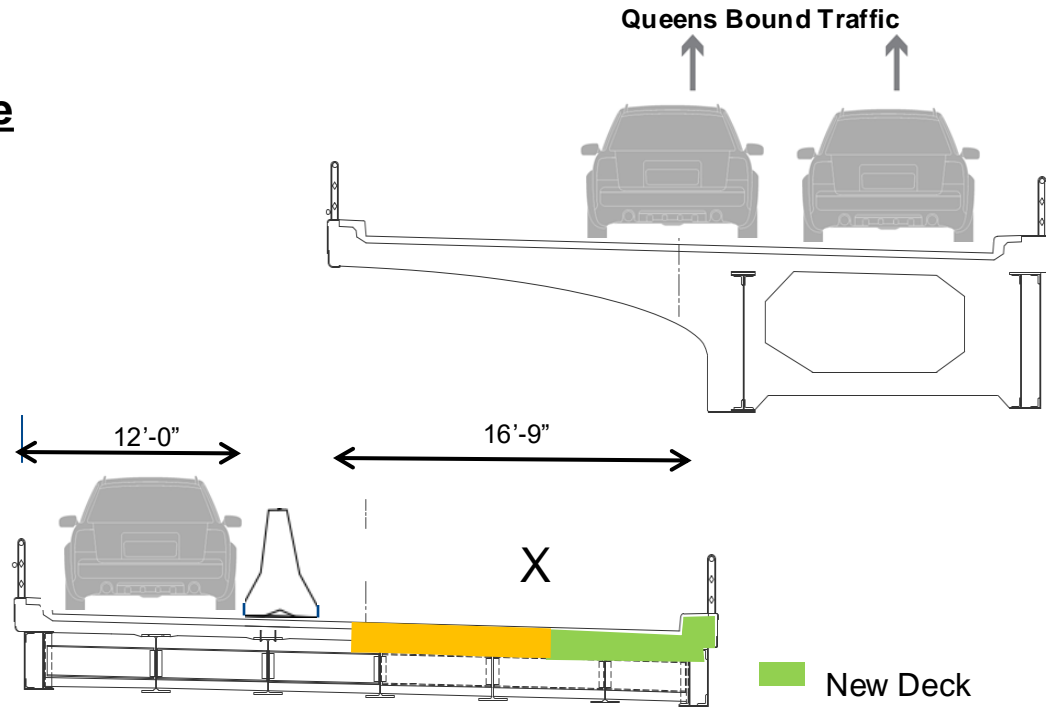 Queens Bound Traffic
e
12’-0”
16’-9”
X
New Deck